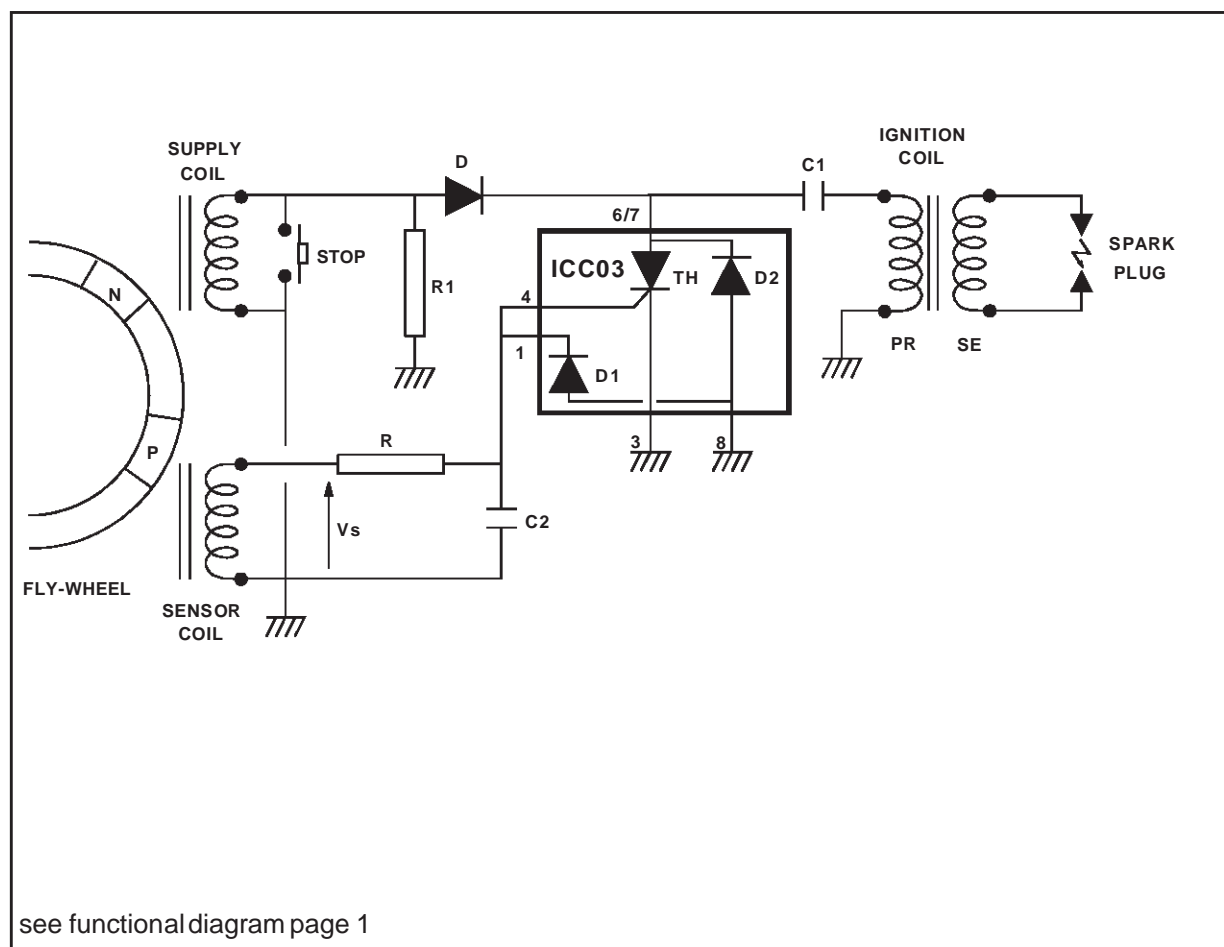 SUPPLY
COIL
D
C1
IGNITION
COIL
6/7
N
STOP
R1
ICC03
TH
D2
SPARK
PLUG
4
1
D1
PR
SE
P
R
3
8
Vs
C2
FLY-WHEEL
SENSOR
COIL
see functional diagram page 1